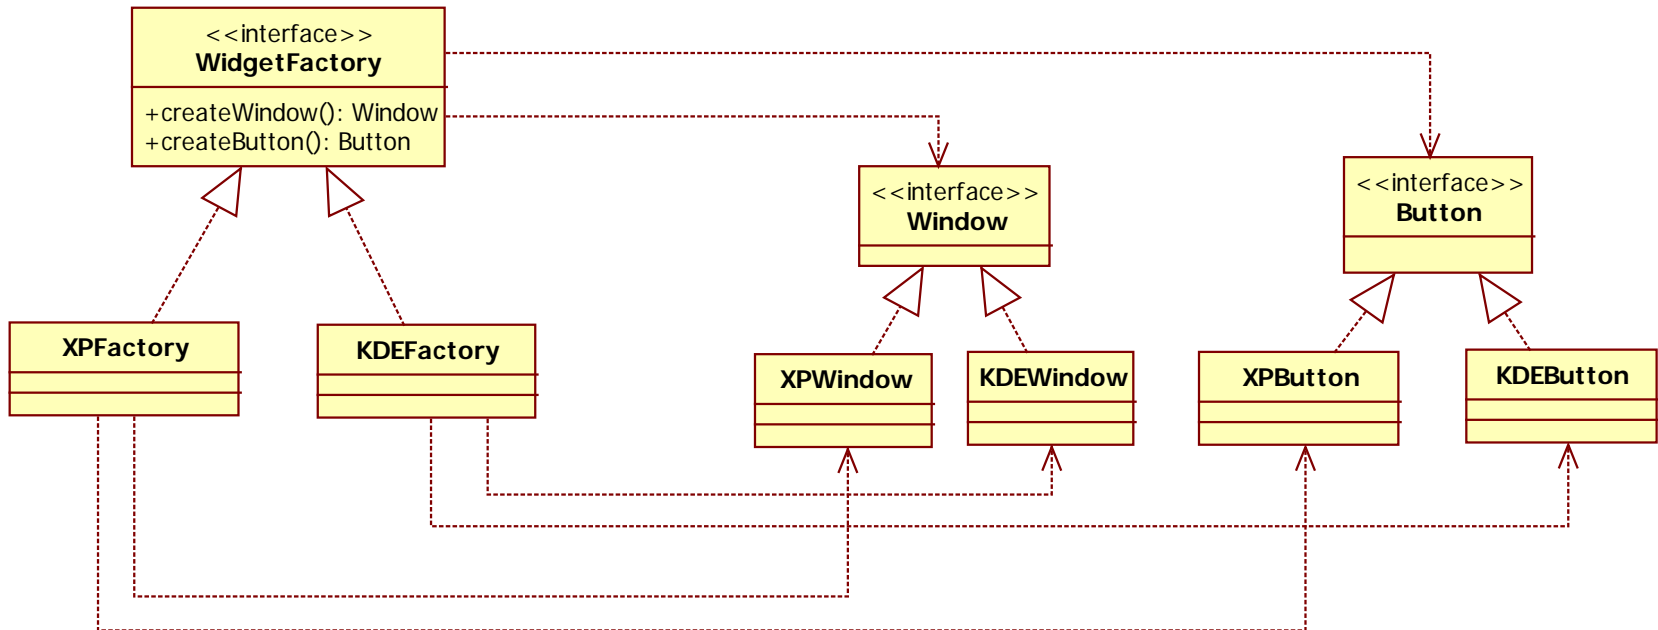 <<interface>>
WidgetFactory
+createWindow(): Window
+createButton(): Button
<<interface>>
Window
<<interface>>
Button
XPFactory
KDEFactory
XPWindow
KDEWindow
XPButton
KDEButton